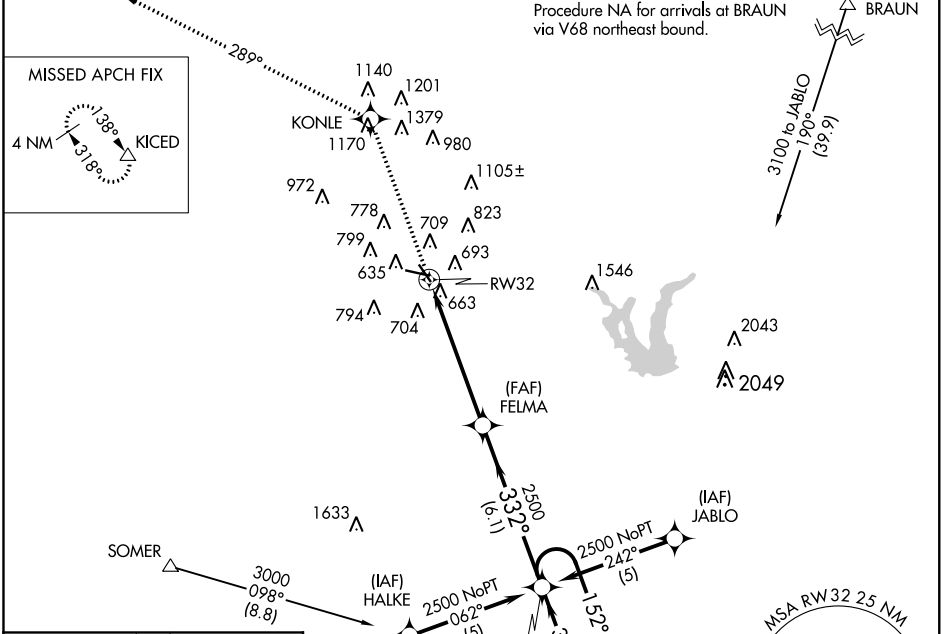 Procedure NA for arrivals at BRAUN
via V68 northeast bound.
BRAUN
3100 to JABLO
190°
(39.9)
289°
MISSED APCH FIX
4 NM
138°
318°
KICED
1140
1201
KONLE
1379
1170
980
1105±
972
778
709
823
799
693
635
RW32
663
794
704
1546
2043
2049
(FAF)
FELMA
2500
332°
(6.1)
1633
(IAF)
JABLO
2500 NoPT
242°
(5)
SOMER
3000
098°
(8.8)
(IAF)
HALKE
2500 NoPT
062°
(5)
152°
3
MSA RW32 25 NM